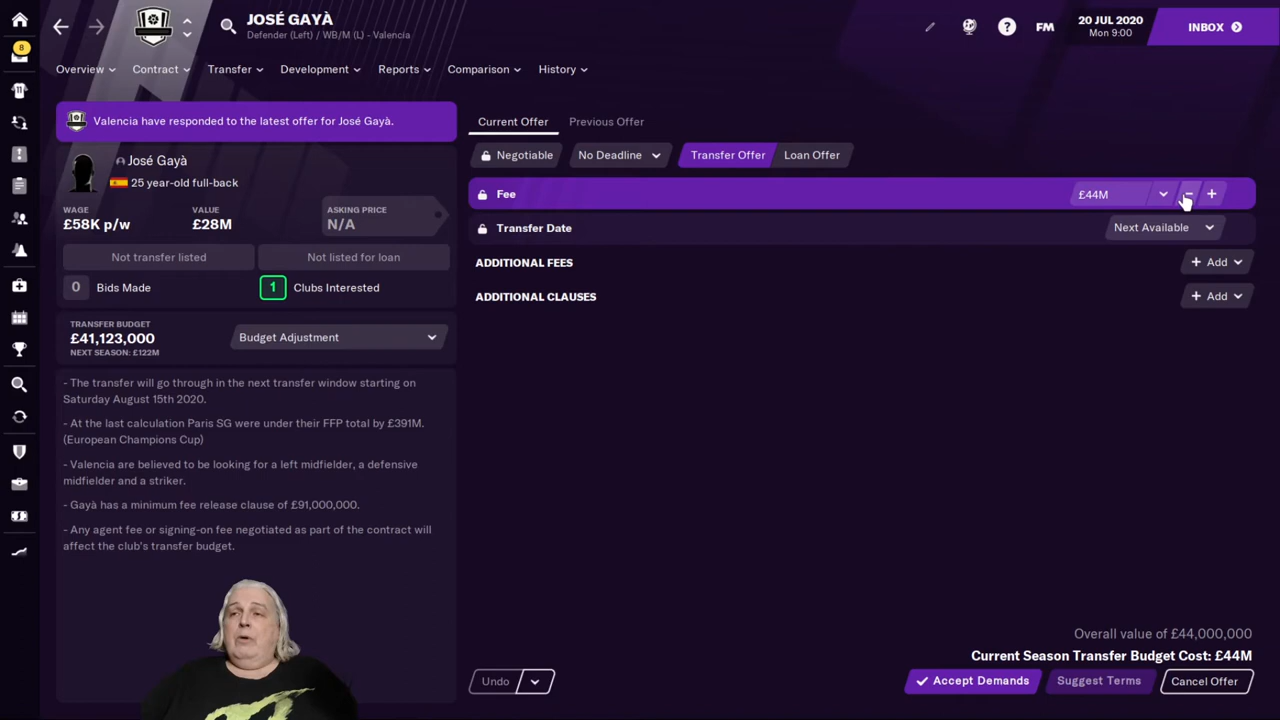 JOSÉ GAYÀ
Defender (Left) / WB/M (L) - Valencia
FM
20 JUL 2020
Mon 9:00
INBOX
8
11
Overview
Contract
Transfer
Development
Reports
Comparison
History
Valencia have responded to the latest offer for José Gayà.
José Gayà
25 year-old full-back
WAGE
£58K p/w
VALUE
£28M
ASKING PRICE
N/A
Not transfer listed
Not listed for loan
0 Bids Made
1 Clubs Interested
TRANSFER BUDGET
£41,123,000
NEXT SEASON: £122M
Budget Adjustment
- The transfer will go through in the next transfer window starting on
Saturday August 15th 2020.
- At the last calculation Paris SG were under their FFP total by £391M.
(European Champions Cup)
- Valencia are believed to be looking for a left midfielder, a defensive
midfielder and a striker.
- Gayà has a minimum fee release clause of £91,000,000.
- Any agent fee or signing-on fee negotiated as part of the contract will
affect the club's transfer budget.
Current Offer
Previous Offer
Negotiable
No Deadline
Transfer Offer
Loan Offer
Fee
£44M
Transfer Date
Next Available
ADDITIONAL FEES
+ Add
ADDITIONAL CLAUSES
+ Add
Overall value of £44,000,000
Current Season Transfer Budget Cost: £44M
Undo
Accept Demands
Suggest Terms
Cancel Offer